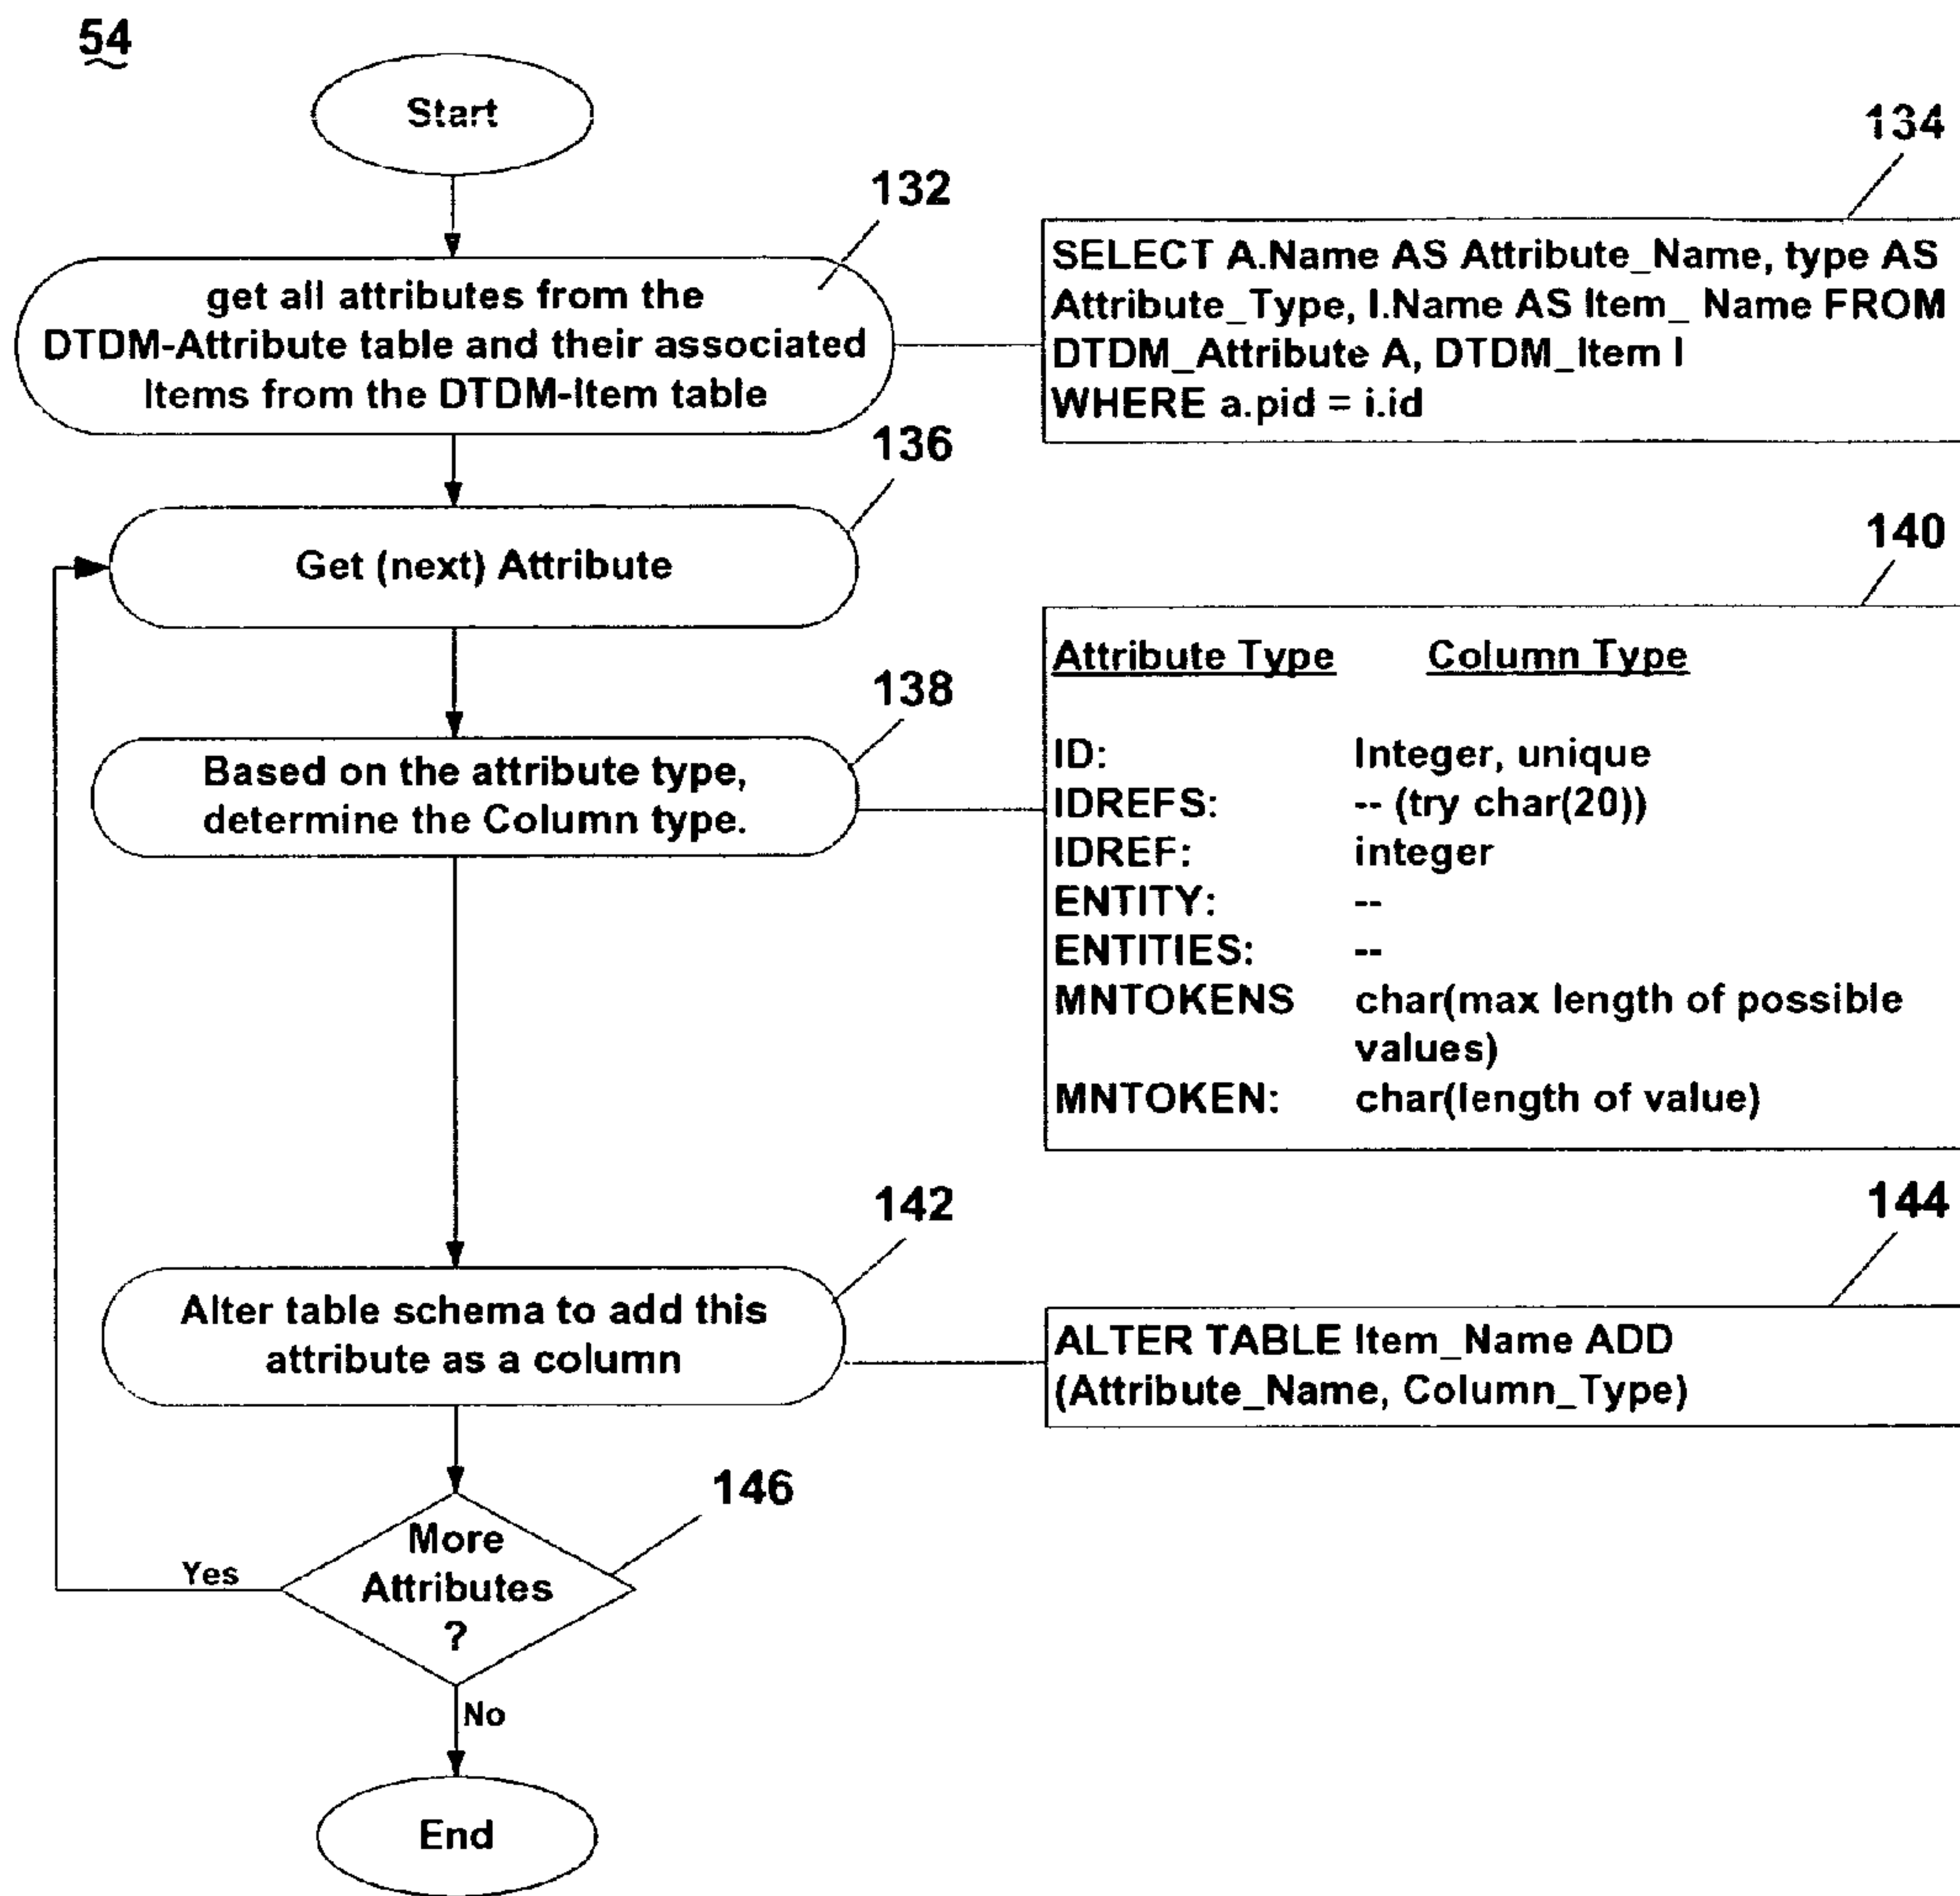 54
Start
132
get all attributes from the
DTDM-Attribute table and their associated
Items from the DTDM-Item table
134
SELECT A.Name AS Attribute_Name, type AS
Attribute_Type, I.Name AS Item_ Name FROM
DTDM_Attribute A, DTDM_Item I
WHERE a.pid = i.id
136
Get (next) Attribute
138
Based on the attribute type,
determine the Column type.
140
Attribute Type Column Type
ID: Integer, unique
IDREFS: -- (try char(20))
IDREF: integer
ENTITY: --
ENTITIES: --
MNTOKENS char(max length of possible
values)
MNTOKEN: char(length of value)
142
Alter table schema to add this
attribute as a column
144
ALTER TABLE Item_Name ADD
(Attribute_Name, Column_Type)
146
More
Attributes
?
Yes
No
End